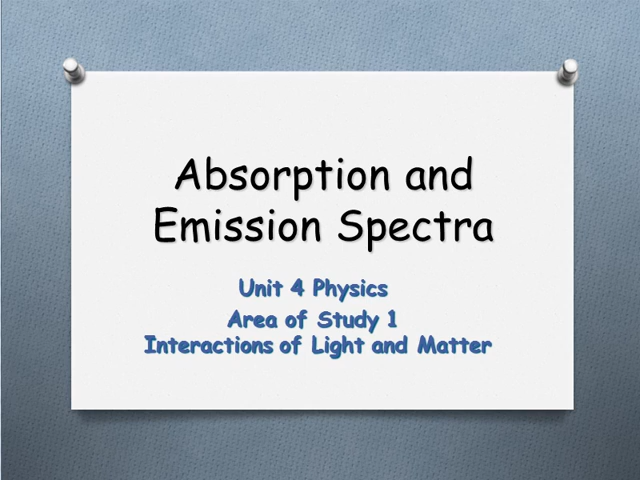 Absorption and
Emission Spectra
Unit 4 Physics
Area of Study 1
Interactions of Light and Matter